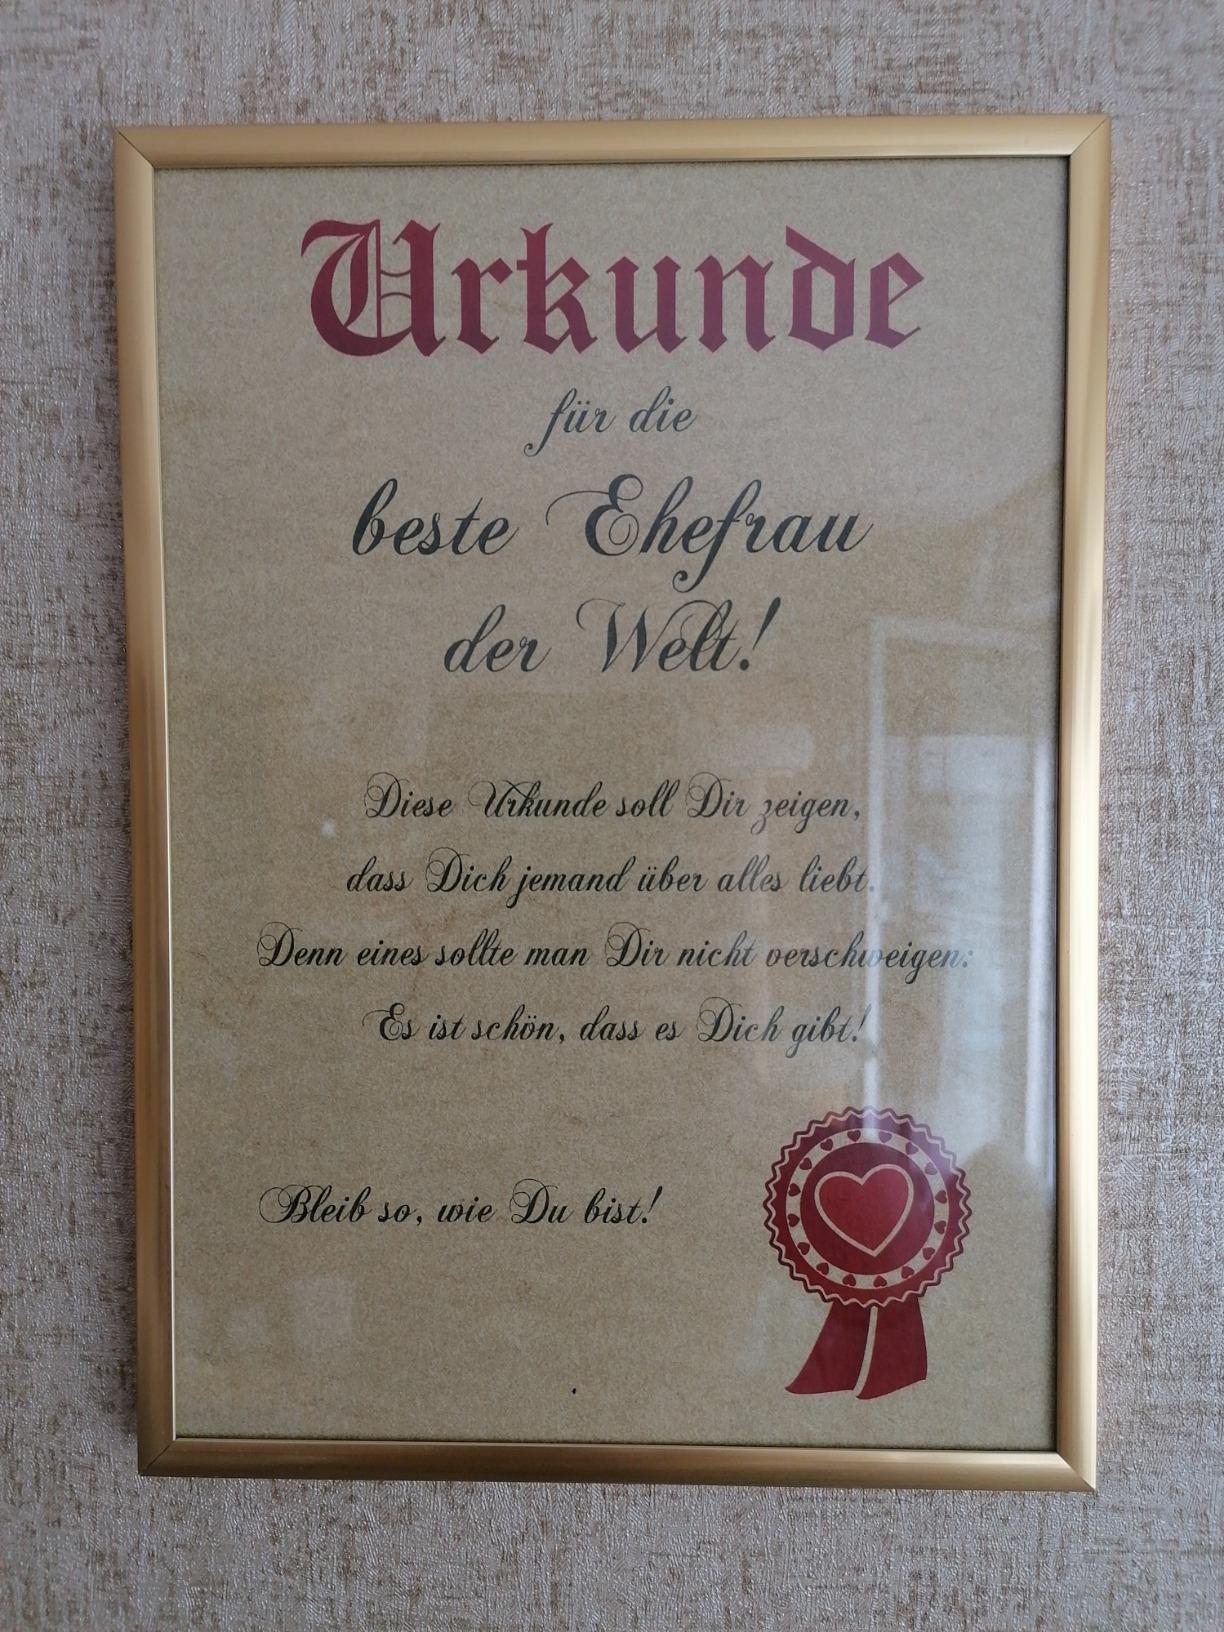 Urkunde
für die
beste Ehefrau
der Welt!
Diese Urkunde soll Dir zeigen,
dass Dich jemand über alles liebt.
Denn eines sollte man Dir nicht verschweigen:
Es ist schön, dass es Dich gibt!
Bleib so, wie Du bist!